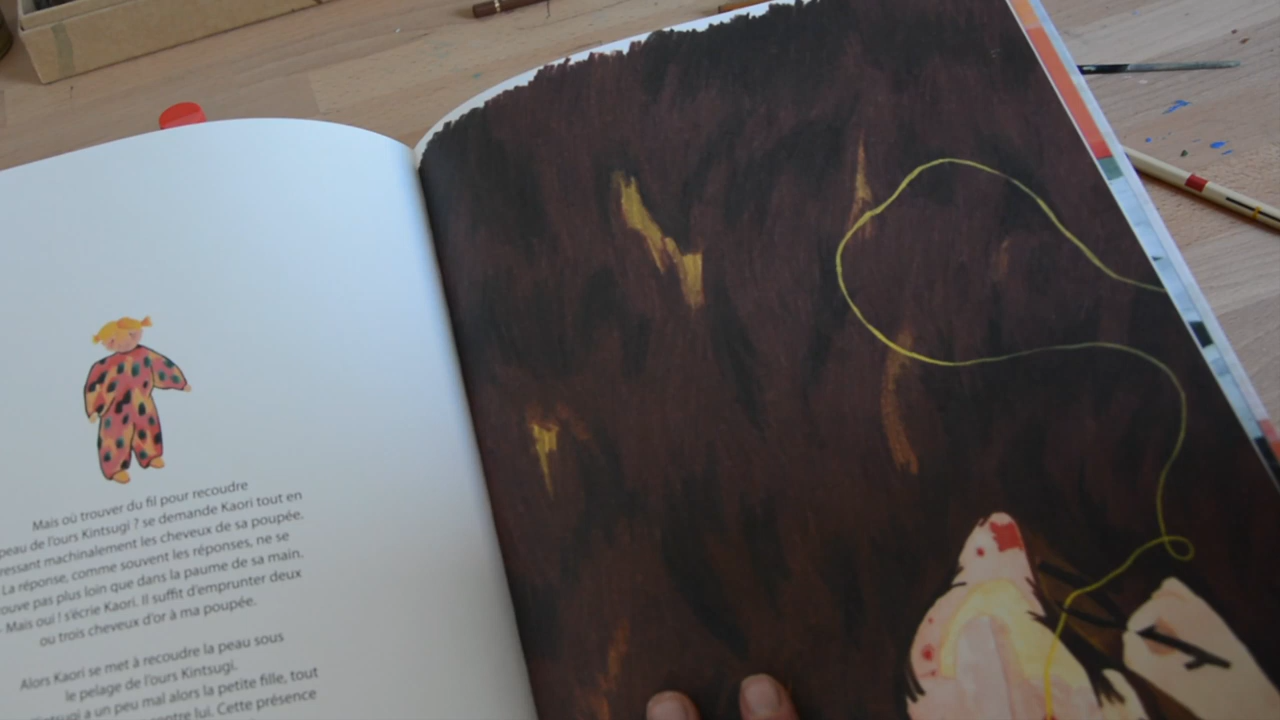 Mais où trouver du fil pour recoudre
peau de l'ours Kintsugi ? se demande Kaori tout en
ressant machinalement les cheveux de sa poupée.
La réponse, comme souvent les réponses, ne se
ouve pas plus loin que dans la paume de sa main.
- Mais oui ! s'écrie Kaori. Il suffit d'emprunter deux
ou trois cheveux d'or à ma poupée.
Alors Kaori se met à recoudre la peau sous
le pelage de l'ours Kintsugi.
Kintsugi a un peu mal alors la petite fille, tout
contre lui. Cette présence